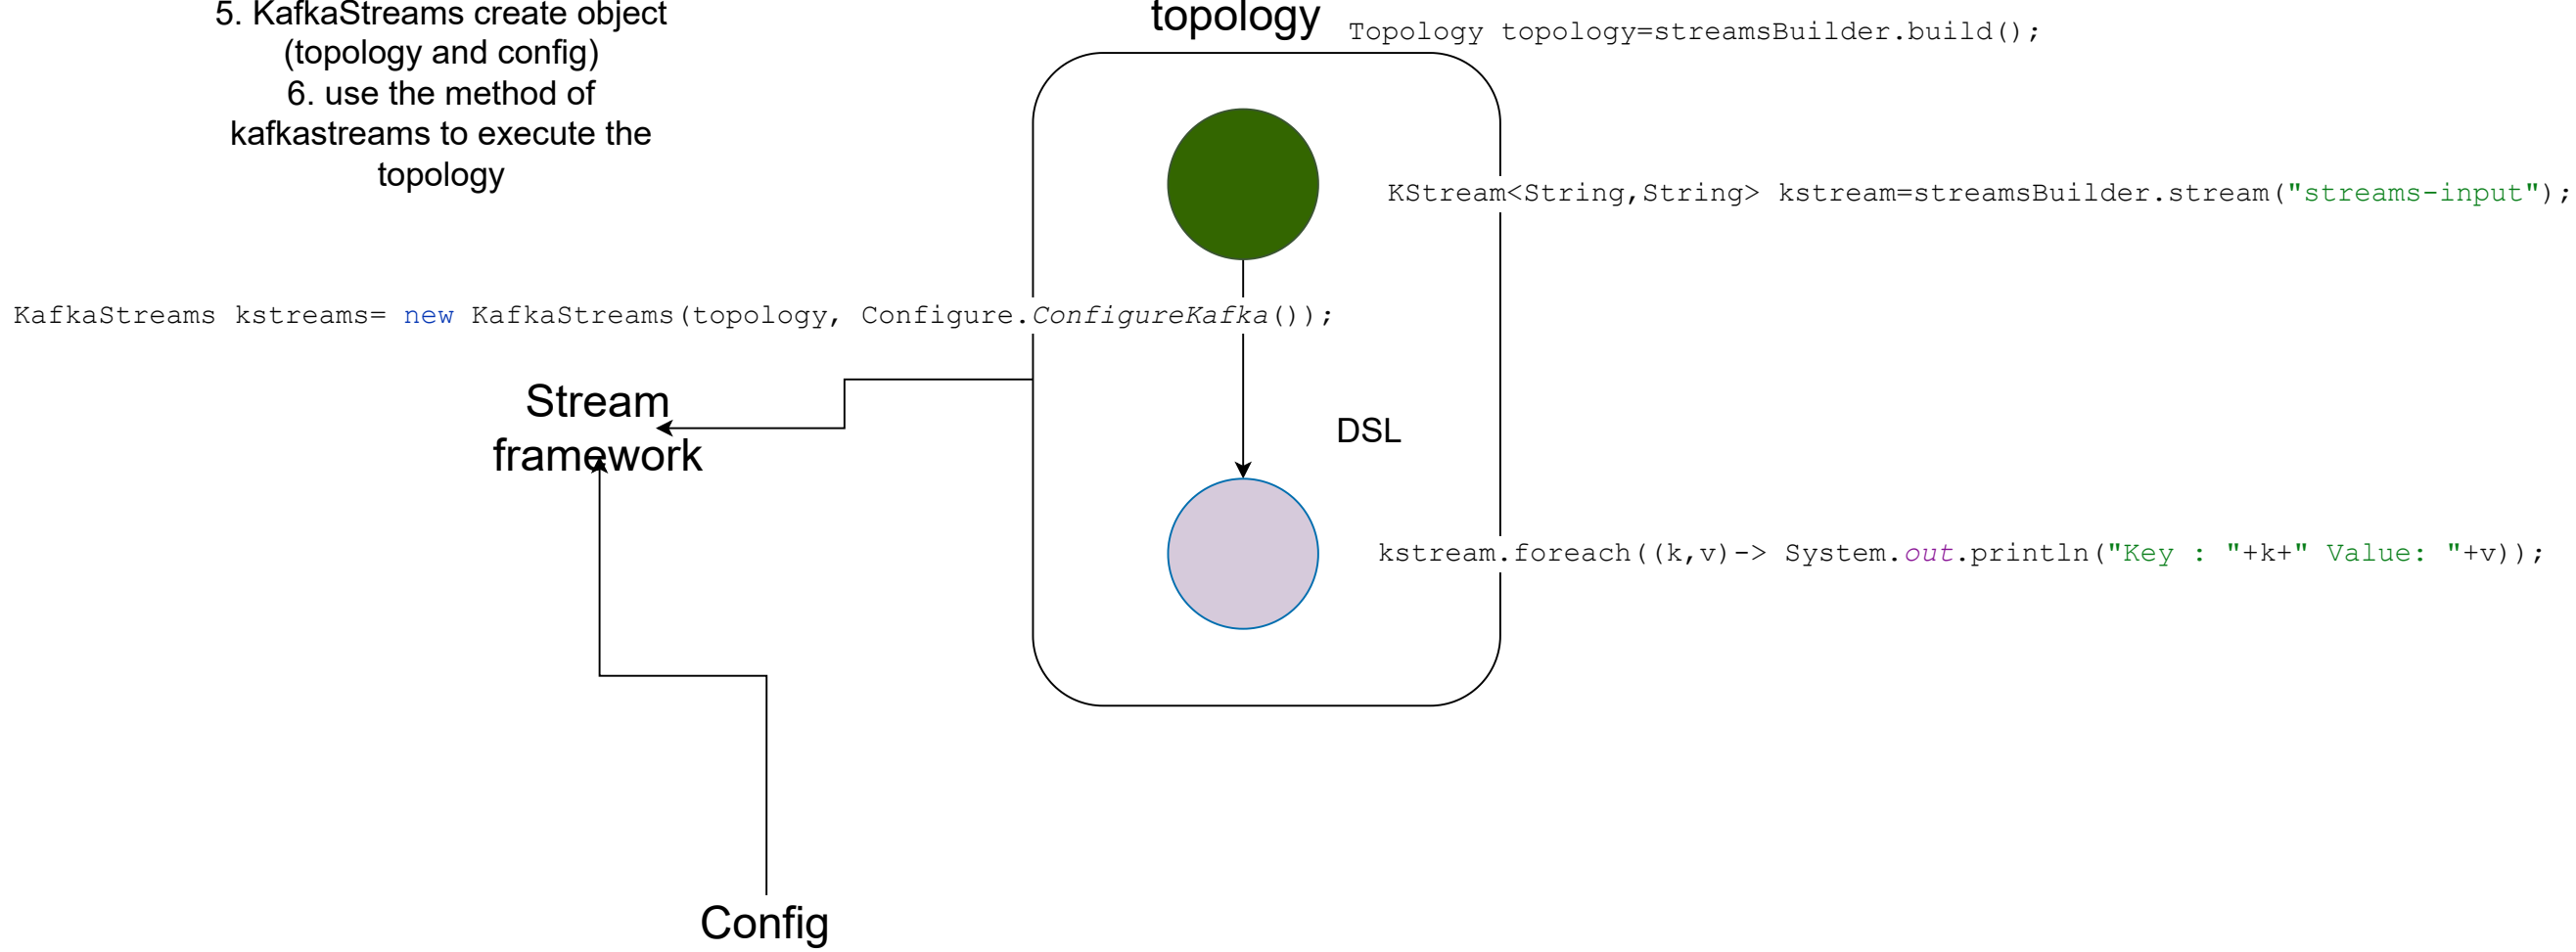 5. KafkaStreams create object
(topology and config)
6. use the method of
kafkastreams to execute the
topology
topology
Topology topology=streamsBuilder.build();
KStream<String,String> kstream=streamsBuilder.stream("streams-input");
KafkaStreams kstreams= new KafkaStreams(topology, Configure.ConfigureKafka());
Stream
framework
DSL
kstream.foreach((k,v)-> System.out.println("Key : "+k+" Value: "+v));
Config